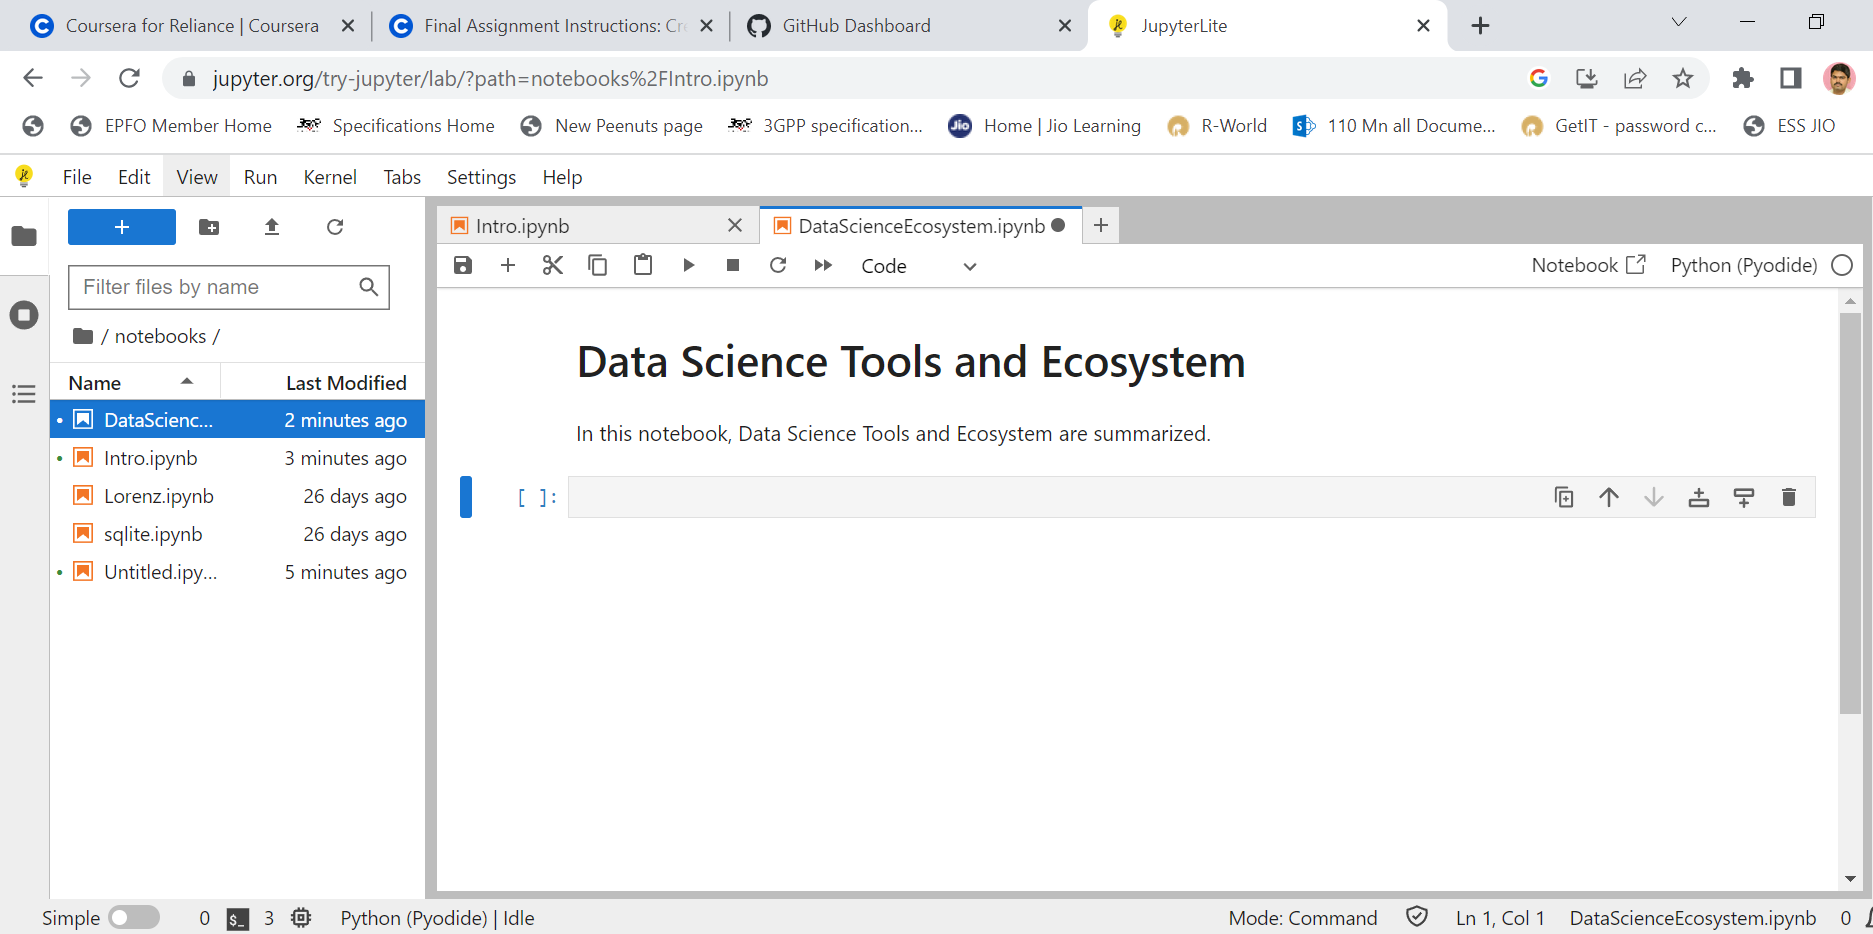 Coursera for Reliance | Coursera
Final Assignment Instructions: Cre
GitHub Dashboard
JupyterLite
jupyter.org/try-jupyter/lab/?path=notebooks%2FIntro.ipynb
EPFO Member Home
Specifications Home
New Peenuts page
3GPP specification...
Jio
Home | Jio Learning
R-World
110 Mn all Docume...
GetIT - password c...
ESS JIO
File Edit View Run Kernel Tabs Settings Help
Intro.ipynb
DataScienceEcosystem.ipynb
Code
Notebook
Python (Pyodide)
Filter files by name
/ notebooks /
Name Last Modified
DataScienc... 2 minutes ago
Intro.ipynb 3 minutes ago
Lorenz.ipynb 26 days ago
sqlite.ipynb 26 days ago
Untitled.ipy... 5 minutes ago
Data Science Tools and Ecosystem
In this notebook, Data Science Tools and Ecosystem are summarized.
[ ]:
Simple 0 $_ 3 Python (Pyodide) | Idle Mode: Command Ln 1, Col 1 DataScienceEcosystem.ipynb 0